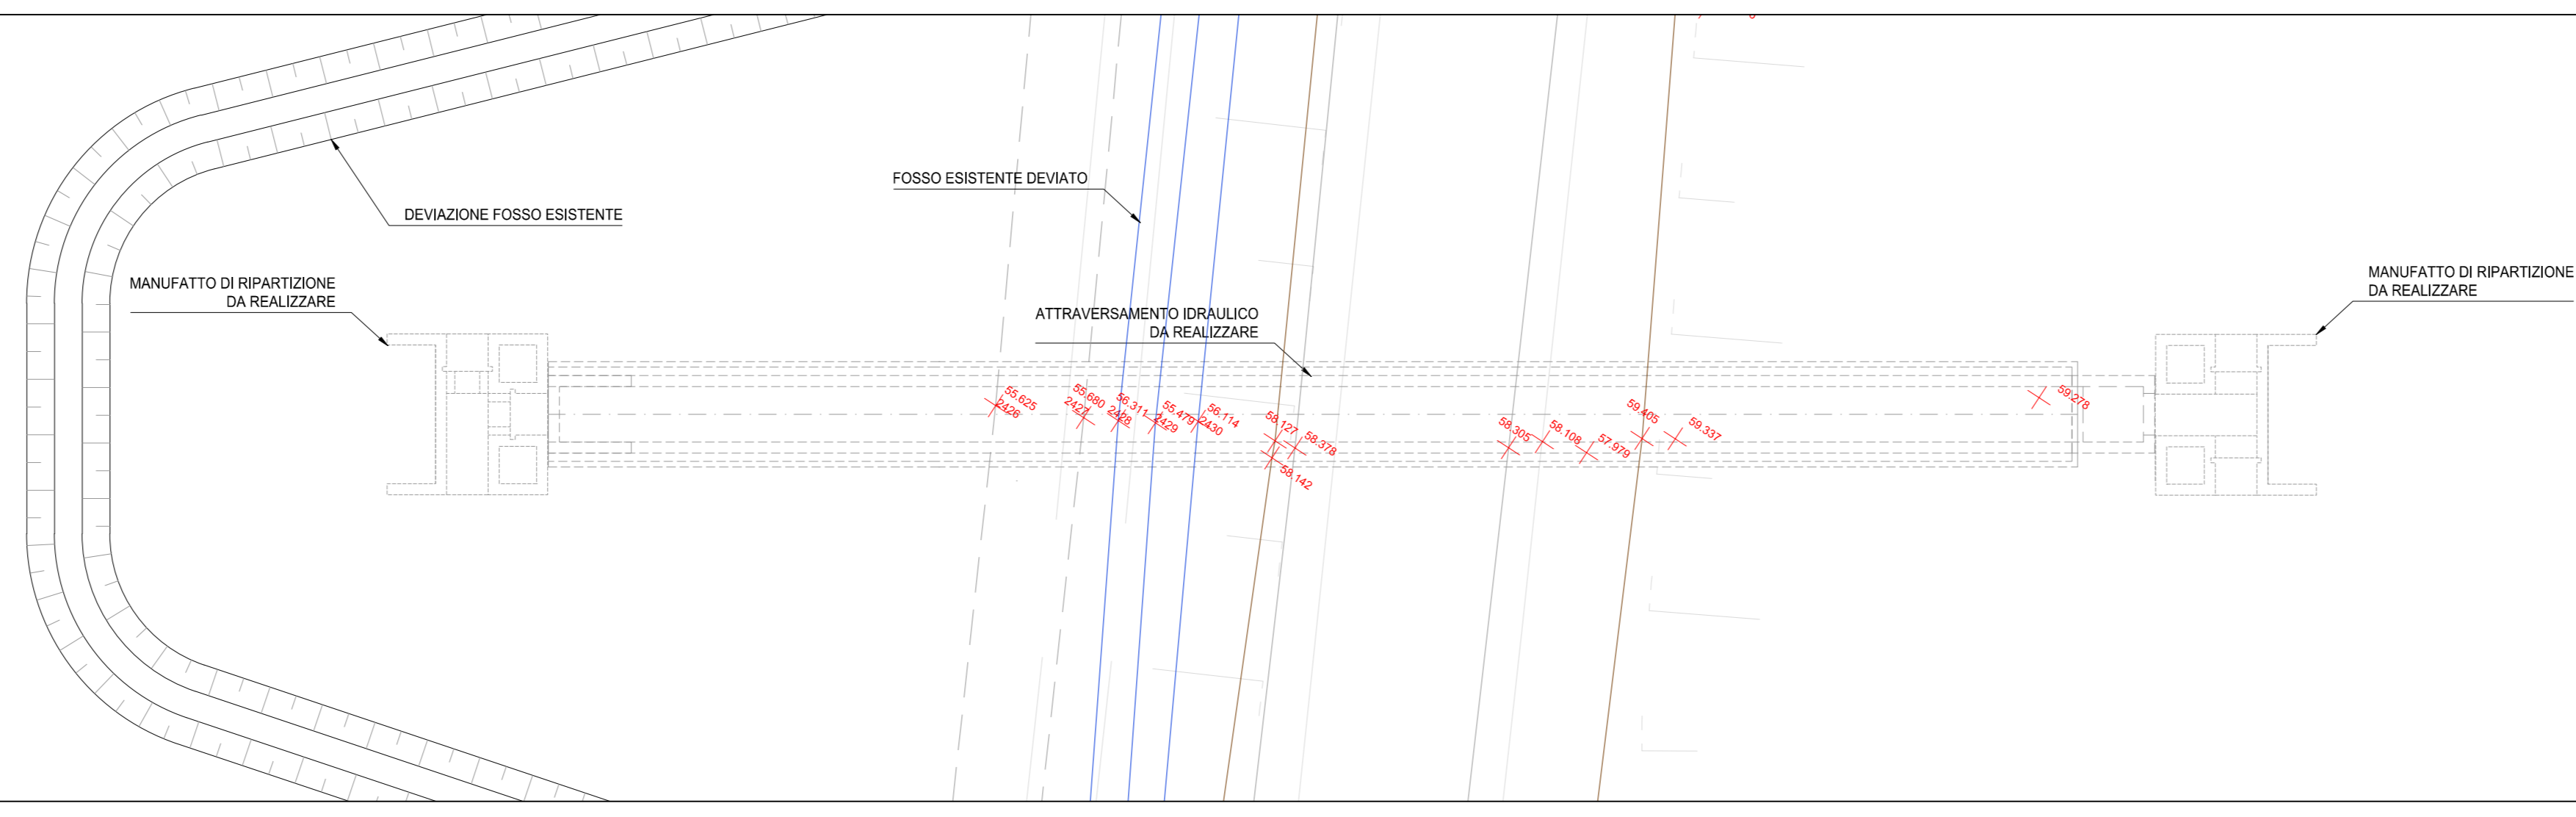 FOSSO ESISTENTE DEVIATO
DEVIAZIONE FOSSO ESISTENTE
MANUFATTO DI RIPARTIZIONE
DA REALIZZARE
MANUFATTO DI RIPARTIZIONE
DA REALIZZARE
ATTRAVERSAMENTO IDRAULICO
DA REALIZZARE
55.625
2426
55.680
2427
56.311
2428
55.479
2429
56.114
2430
58.127
58.378
58.142
58.305
58.108
57.979
59.405
59.337
59.278